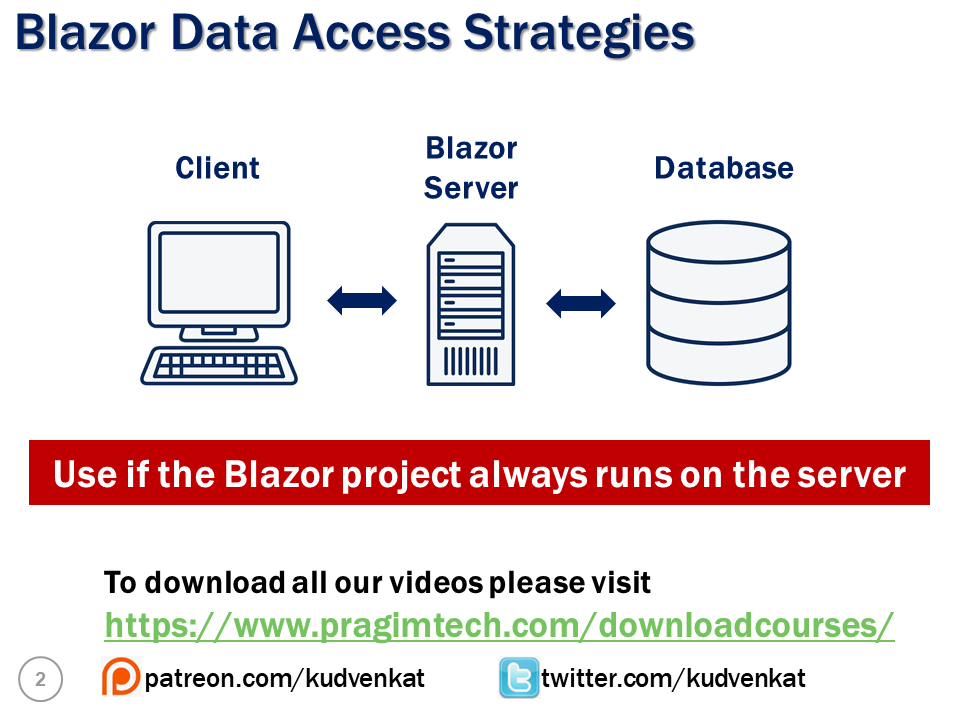 Blazor Data Access Strategies
Client
Blazor
Server
Database
Use if the Blazor project always runs on the server
To download all our videos please visit
https://www.pragimtech.com/downloadcourses/
2
patreon.com/kudvenkat
twitter.com/kudvenkat